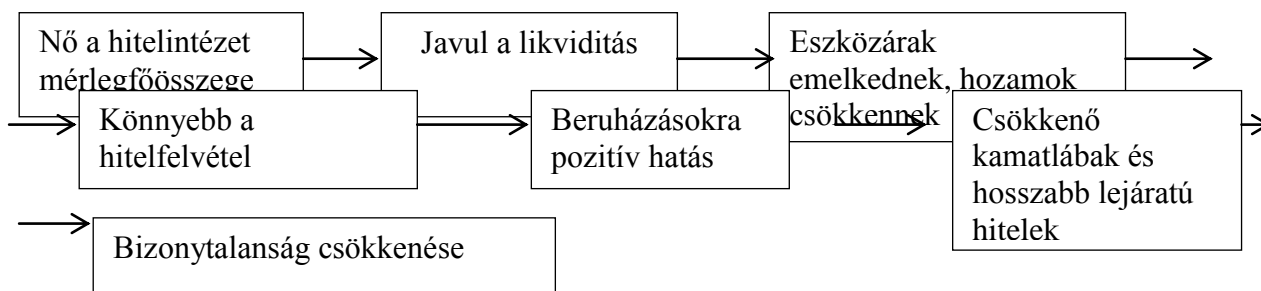 Nő a hitelintézet
mérlegfőösszege
Javul a likviditás
Eszközárak
emelkednek, hozamok
csökkennek
Könnyebb a
hitelfelvétel
Beruházásokra
pozitív hatás
Csökkenő
kamatlábak és
hosszabb lejáratú
hitelek
Bizonytalanság csökkenése